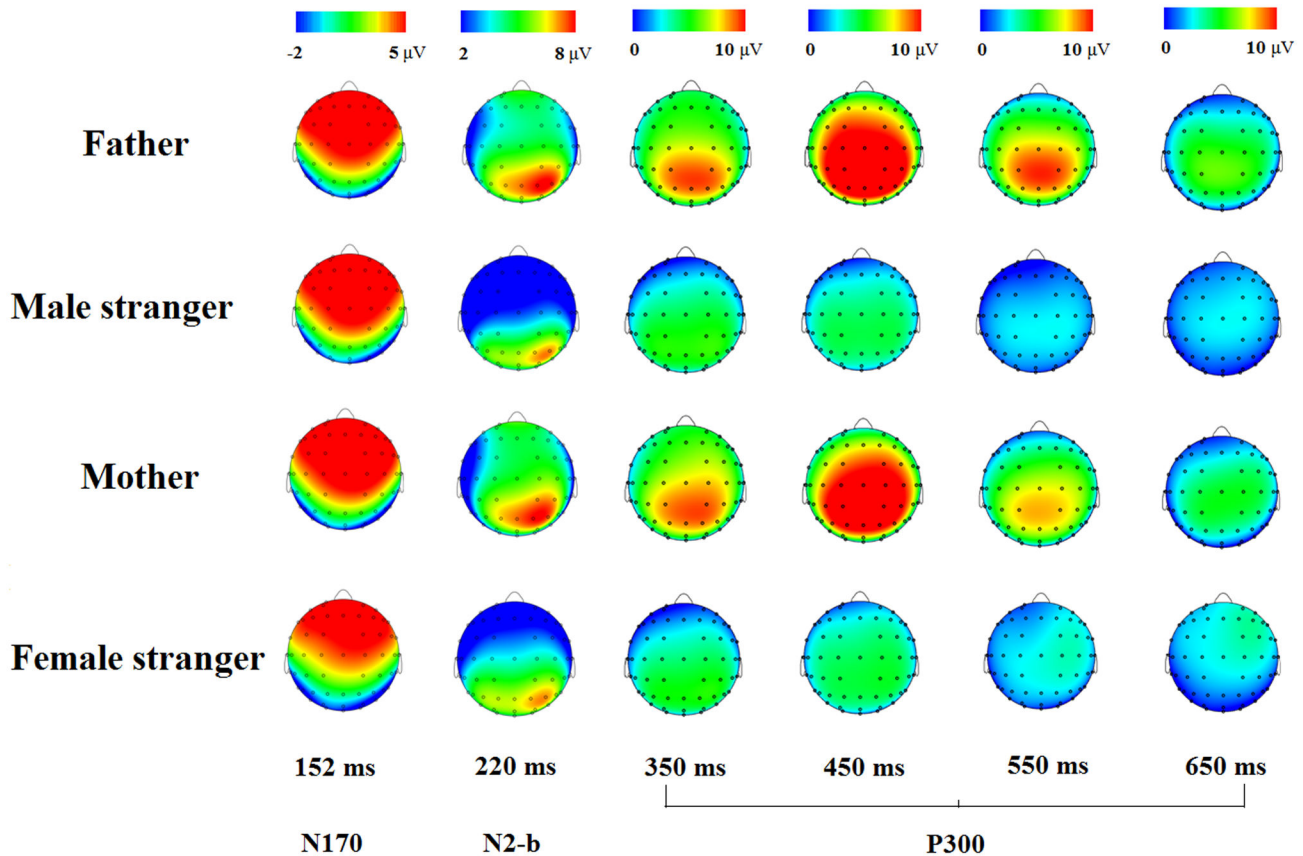 -2 5 μV 2 8 μV 0 10 μV 0 10 μV 0 10 μV 0 10 μV
Father
Male stranger
Mother
Female stranger
152 ms 220 ms 350 ms 450 ms 550 ms 650 ms
N170 N2-b P300